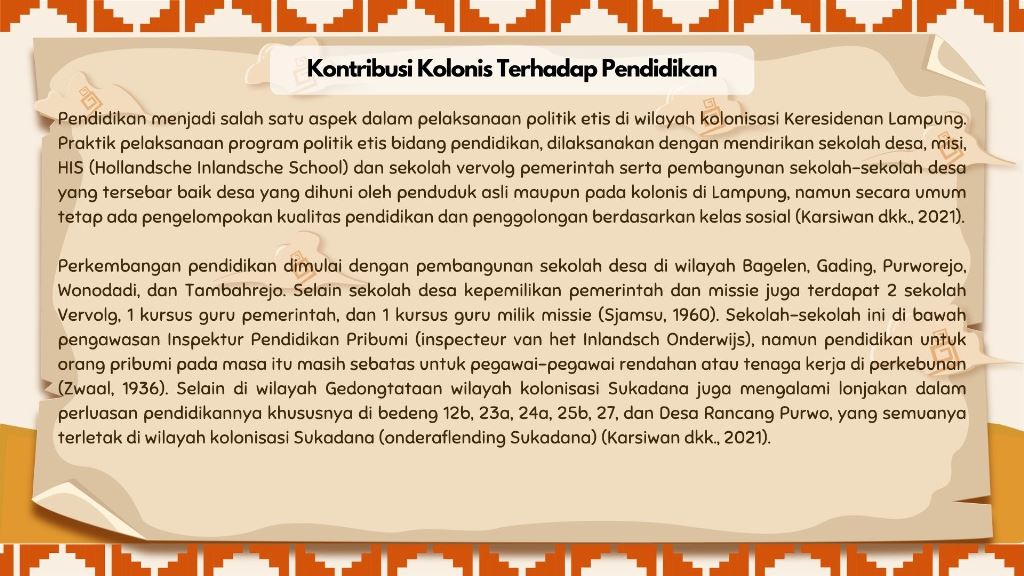 Kontribusi Kolonis Terhadap Pendidikan
Pendidikan menjadi salah satu aspek dalam pelaksanaan politik etis di wilayah kolonisasi Keresidenan Lampung.
Praktik pelaksanaan program politik etis bidang pendidikan, dilaksanakan dengan mendirikan sekolah desa, misi,
HIS (Hollandsche Inlandsche School) dan sekolah vervolg pemerintah serta pembangunan sekolah-sekolah desa
yang tersebar baik desa yang dihuni oleh penduduk asli maupun pada kolonis di Lampung, namun secara umum
tetap ada pengelompokan kualitas pendidikan dan penggolongan berdasarkan kelas sosial (Karsiwan dkk., 2021).
Perkembangan pendidikan dimulai dengan pembangunan sekolah desa di wilayah Bagelen, Gading, Purworejo,
Wonodadi, dan Tambahrejo. Selain sekolah desa kepemilikan pemerintah dan missie juga terdapat 2 sekolah
Vervolg, 1 kursus guru pemerintah, dan 1 kursus guru milik missie (Sjamsu, 1960). Sekolah-sekolah ini di bawah
pengawasan Inspektur Pendidikan Pribumi (inspecteur van het Inlandsch Onderwijs), namun pendidikan untuk
orang pribumi pada masa itu masih sebatas untuk pegawai-pegawai rendahan atau tenaga kerja di perkebunan
(Zwaal, 1936). Selain di wilayah Gedongtataan wilayah kolonisasi Sukadana juga mengalami lonjakan dalam
perluasan pendidikannya khususnya di bedeng 12b, 23a, 24a, 25b, 27, dan Desa Rancang Purwo, yang semuanya
terletak di wilayah kolonisasi Sukadana (onderaflending Sukadana) (Karsiwan dkk., 2021).